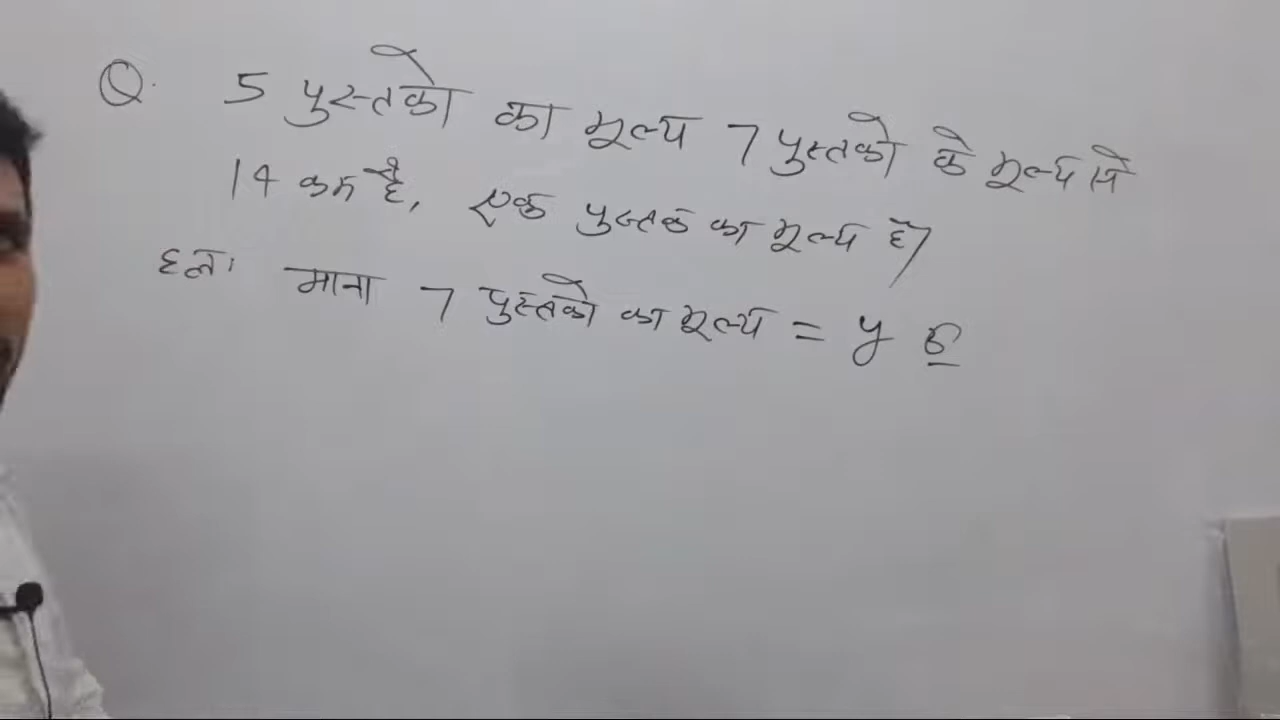 Q. 5 पुस्तको का मूल्य 7 पुस्तको के मूल्य से
14 कम है, एक पुस्तक का मूल्य है?
हल: माना 7 पुस्तको का मूल्य = y रु